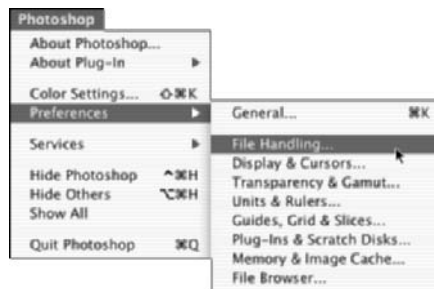 Photoshop
About Photoshop...
About Plug-In ▶
Color Settings... ⇧⌘K
Preferences ▶
Services ▶
Hide Photoshop ^⌘H
Hide Others ⌥⌘H
Show All
Quit Photoshop ⌘Q
General... ⌘K
File Handling...
Display & Cursors...
Transparency & Gamut...
Units & Rulers...
Guides, Grid & Slices...
Plug-Ins & Scratch Disks...
Memory & Image Cache...
File Browser...